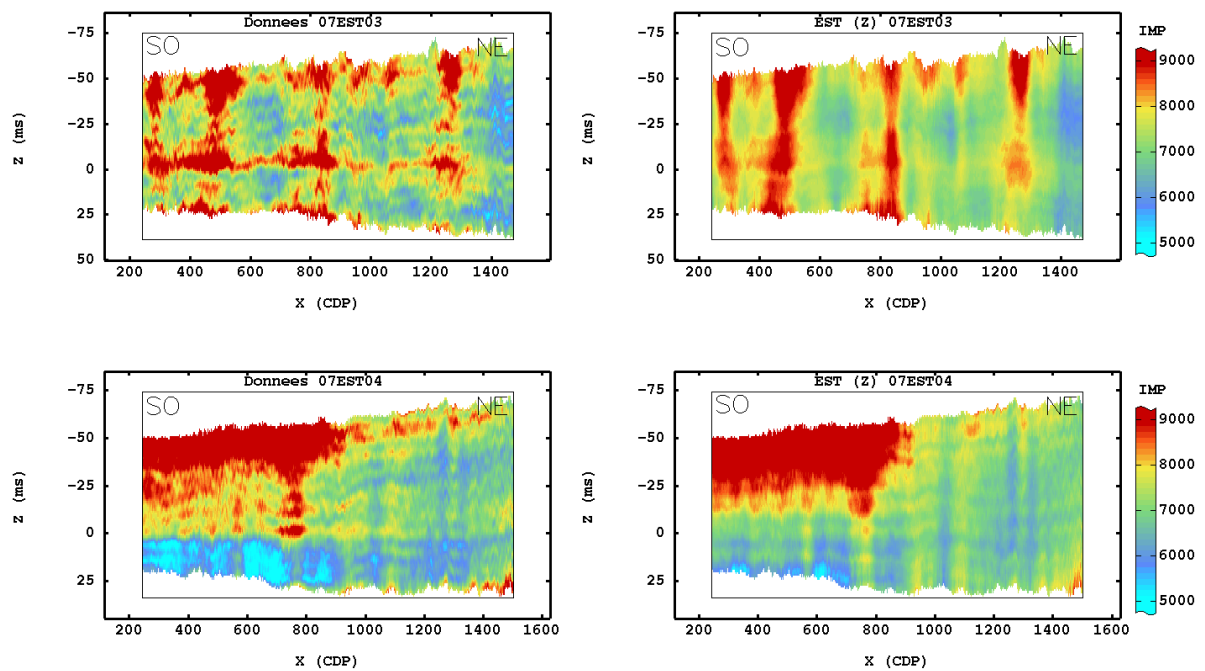 Donnees 07EST03
SO NE
Z (ms)
−75
−50
−25
0
25
50
200 400 600 800 1000 1200 1400
X (CDP)
EST (Z) 07EST03
SO NE
Z (ms)
−75
−50
−25
0
25
50
200 400 600 800 1000 1200 1400
X (CDP)
IMP
9000
8000
7000
6000
5000
Donnees 07EST04
SO NE
Z (ms)
−75
−50
−25
0
25
200 400 600 800 1000 1200 1400 1600
X (CDP)
EST (Z) 07EST04
SO NE
Z (ms)
−75
−50
−25
0
25
200 400 600 800 1000 1200 1400 1600
X (CDP)
IMP
9000
8000
7000
6000
5000